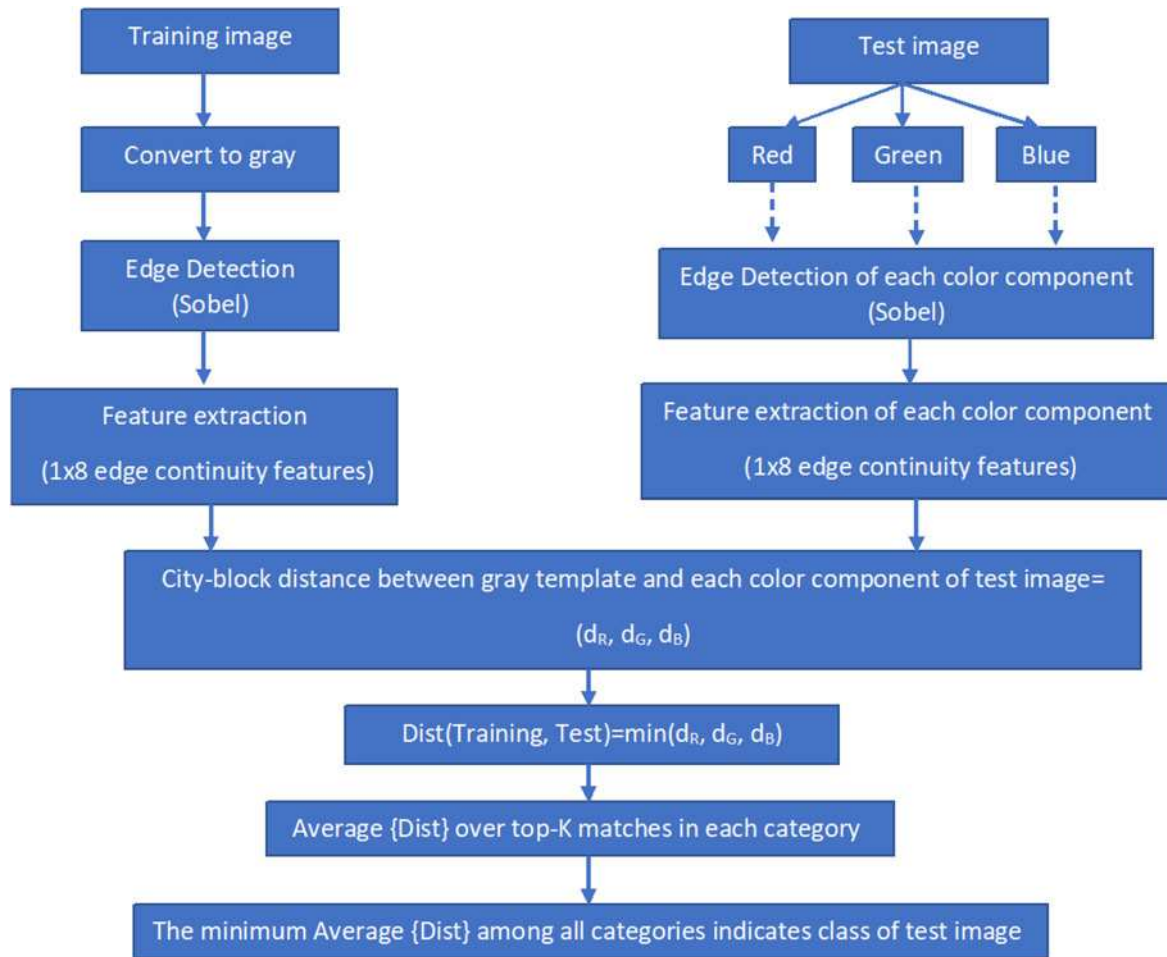 Training image
Convert to gray
Edge Detection
(Sobel)
Feature extraction
(1x8 edge continuity features)
Test image
Red
Green
Blue
Edge Detection of each color component
(Sobel)
Feature extraction of each color component
(1x8 edge continuity features)
City-block distance between gray template and each color component of test image=
(dR, dG, dB)
Dist(Training, Test)=min(dR, dG, dB)
Average {Dist} over top-K matches in each category
The minimum Average {Dist} among all categories indicates class of test image